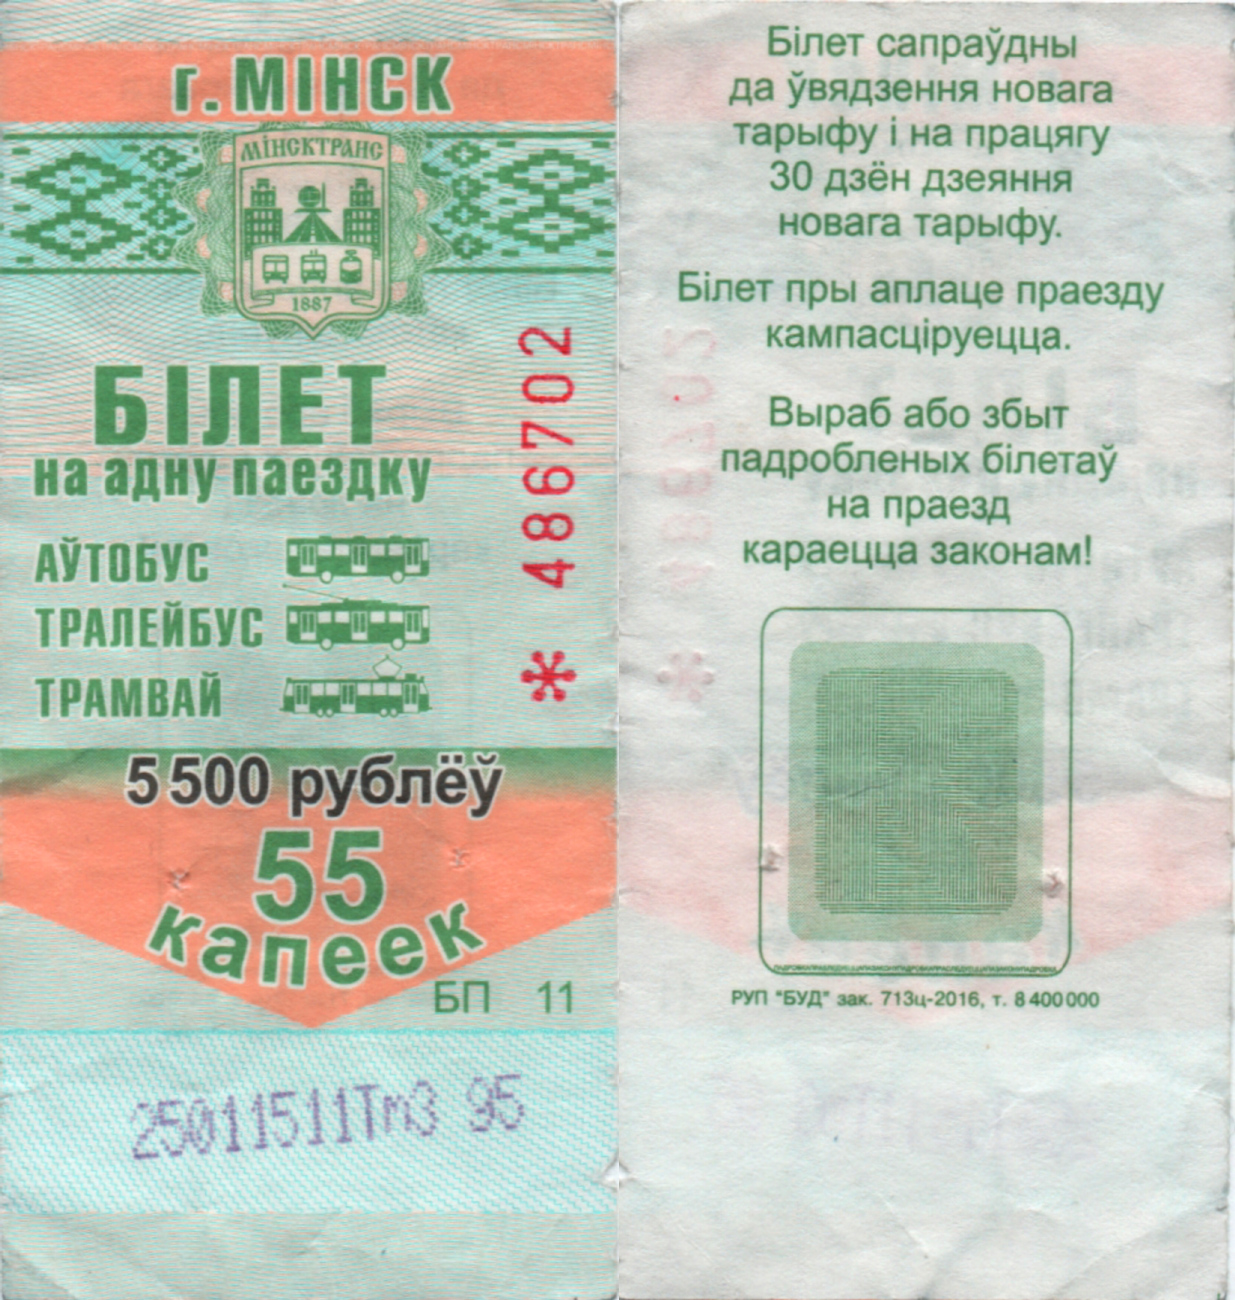 г. МІНСК
МІНСКТРАНС
1887
БІЛЕТ
на адну паездку
АЎТОБУС
ТРАЛЕЙБУС
ТРАМВАЙ
* 486702
5 500 рублёў
55
капеек
БП 11
25011511Тm3 95
Білет сапраўдны
да ўвядзення новага
тарыфу і на працягу
30 дзён дзеяння
новага тарыфу.
Білет пры аплаце праезду
кампасціруецца.
Выраб або збыт
падробленых білетаў
на праезд
караецца законам!
РУП "БУД" зак. 713ц-2016, т. 8 400 000